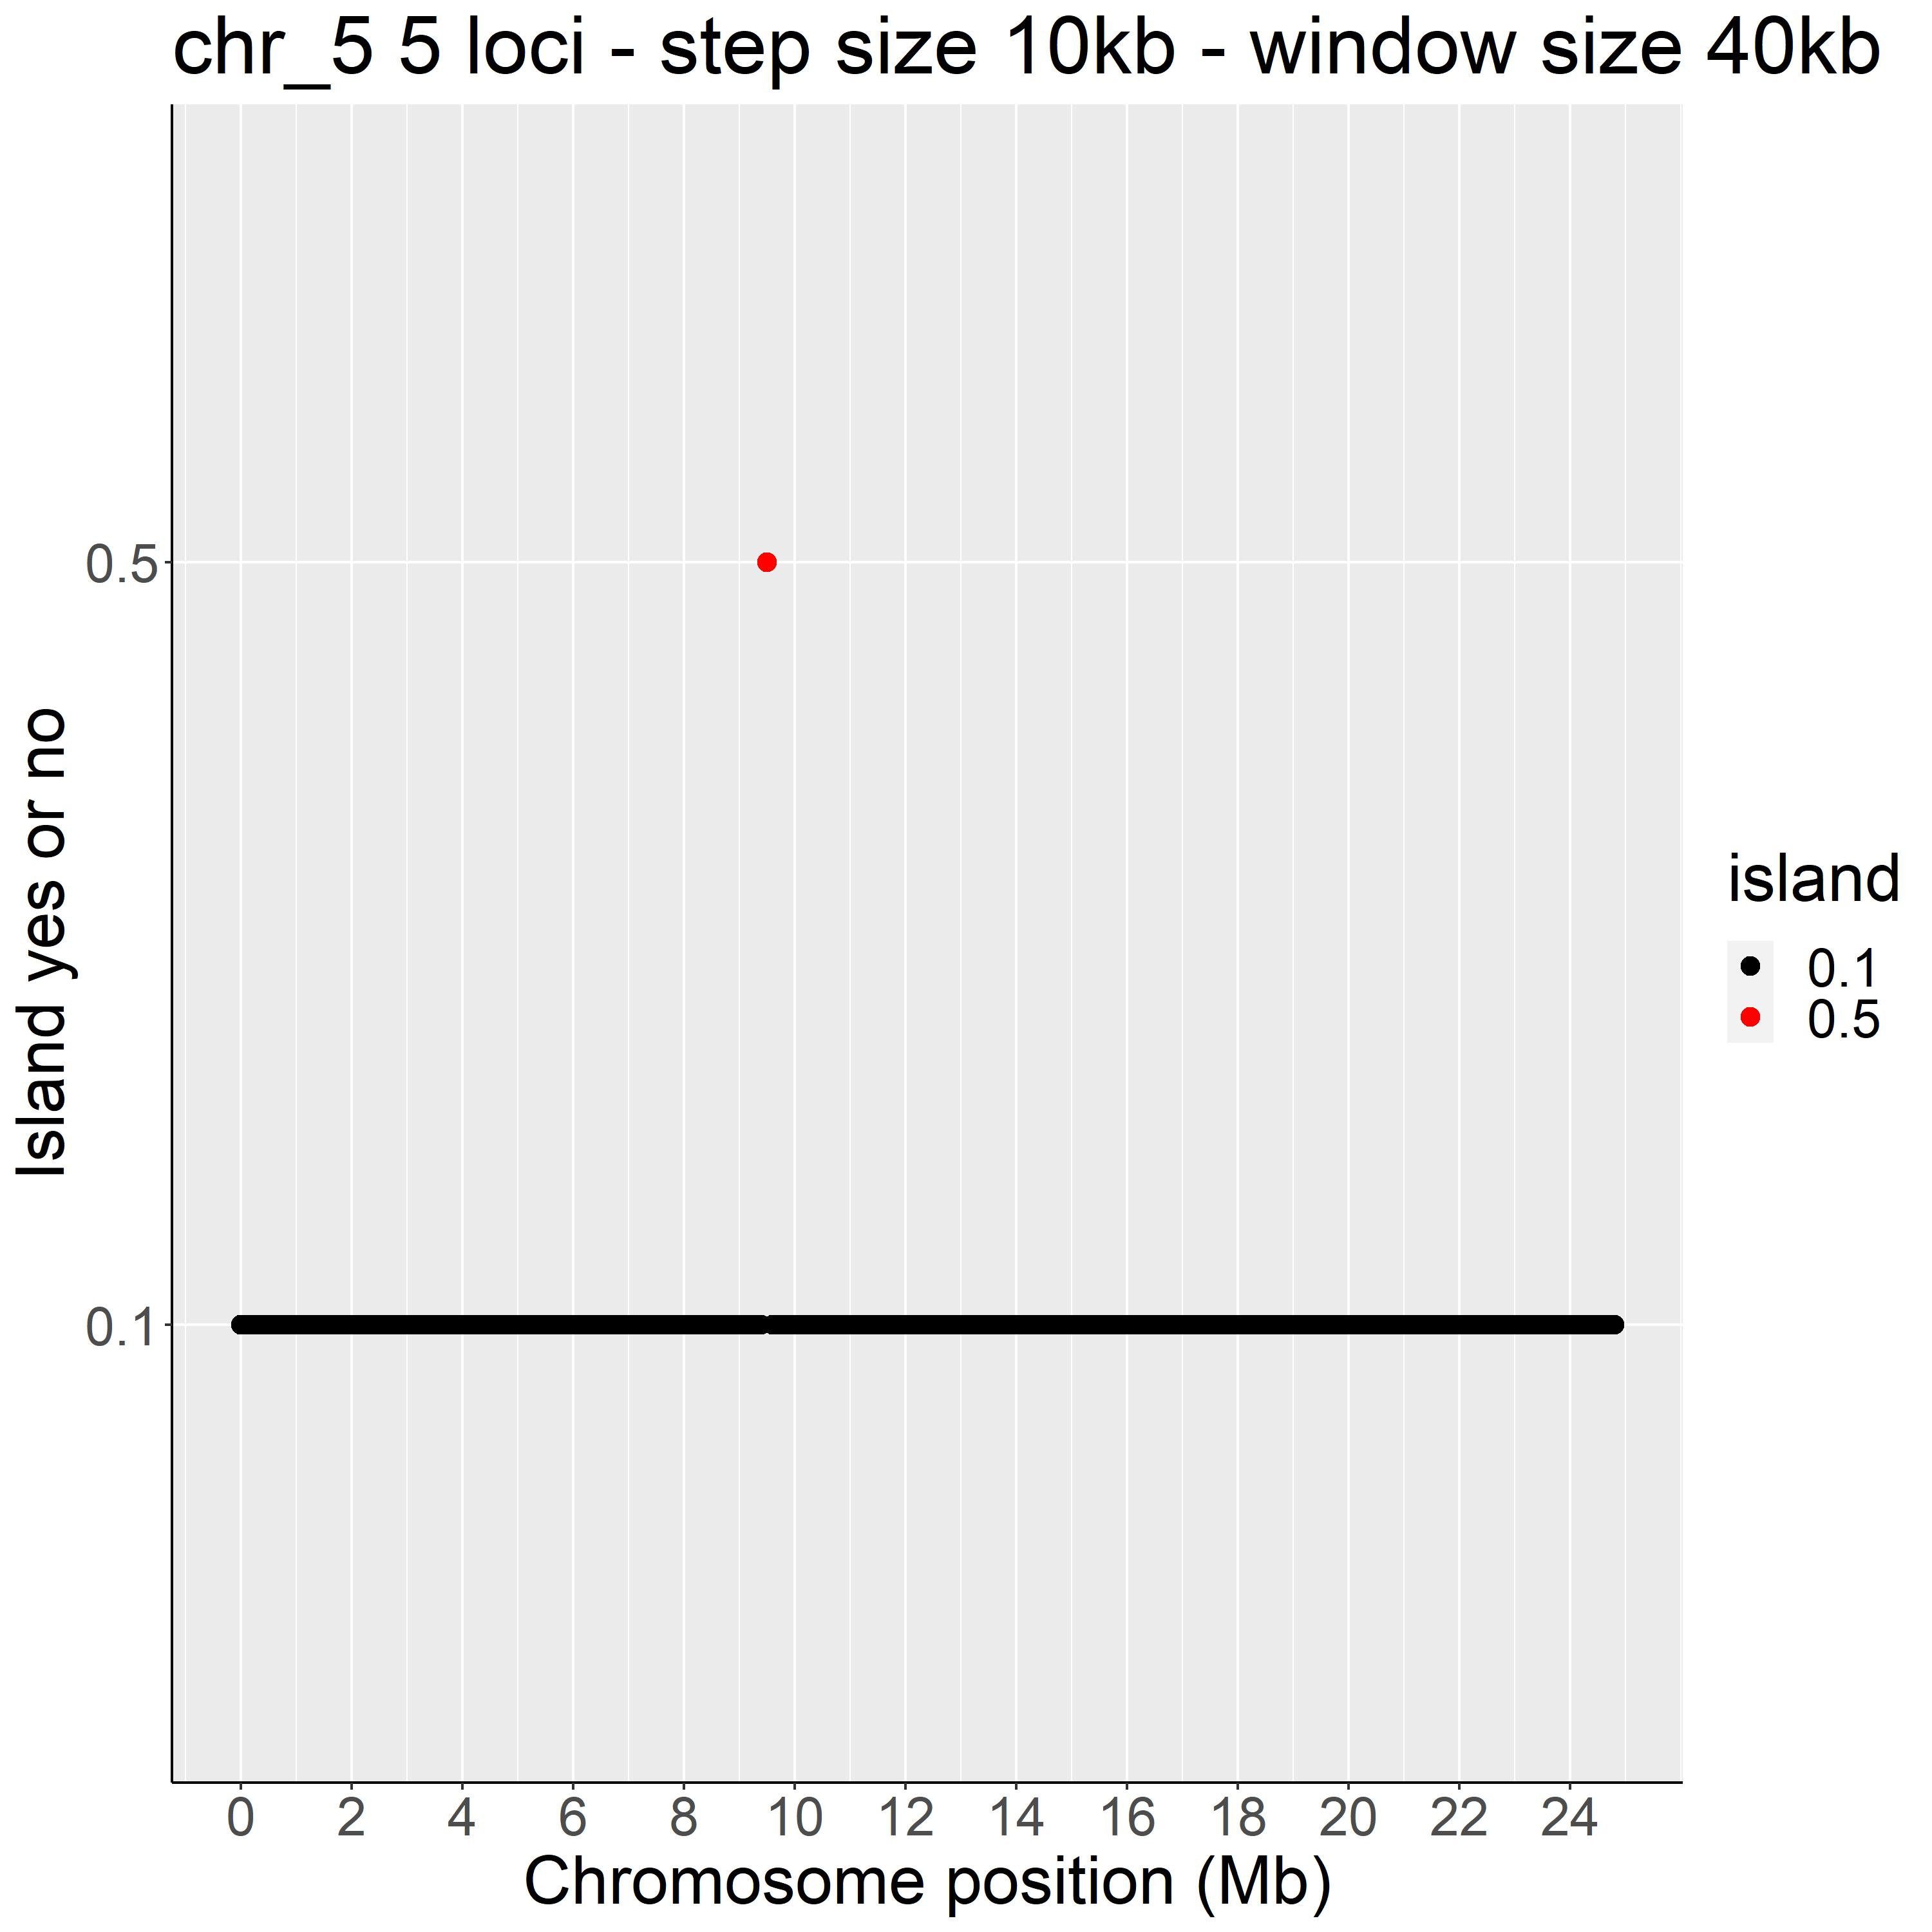 chr_5 5 loci - step size 10kb - window size 40kb
Island yes or no
0.5
0.1
island
0.1
0.5
0 2 4 6 8 10 12 14 16 18 20 22 24
Chromosome position (Mb)